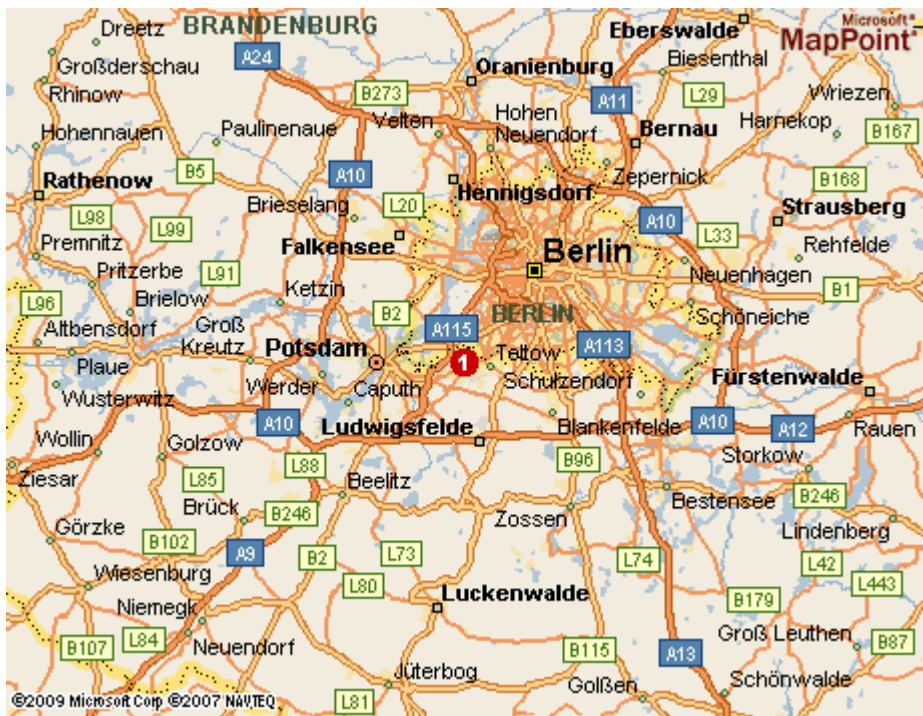 BRANDENBURG
Dreetz
Eberswalde
Microsoft®
MapPoint®
A24
Großderschau
Oranienburg
Biesenthal
Rhinow
B273
A11
L29
Wriezen
Hohennauen
Paulinenaue
Velten
Hohen
Neuendorf
Bernau
Harnekop
B167
Rathenow
B5
A10
Hennigsdorf
Zepernick
B168
L98
L99
Brieselang
L20
A10
Strausberg
Premnitz
Falkensee
Berlin
L33
Rehfelde
Pritzerbe
L91
Neuenhagen
L96
Brielow
Ketzin
B2
BERLIN
B1
Altbensdorf
Groß
Kreutz
A115
Schöneiche
Plaue
Potsdam
1
Teltow
A113
Wusterwitz
Werder
Caputh
Schulzendorf
Fürstenwalde
Wollin
Golzow
A10
Ludwigsfelde
Blankenfelde
A10
A12
Rauen
Ziesar
L85
L88
Beelitz
B96
Storkow
Brück
B246
Zossen
Bestensee
B246
Lindenberg
Görzke
B102
A9
B2
L73
L74
L42
Wiesenburg
L80
L443
Niemegk
Luckenwalde
B179
B107
L84
Neuendorf
B115
A13
Groß Leuthen
B87
Jüterbog
L81
Golßen
Schönwalde
©2009 Microsoft Corp ©2007 NAVTEQ